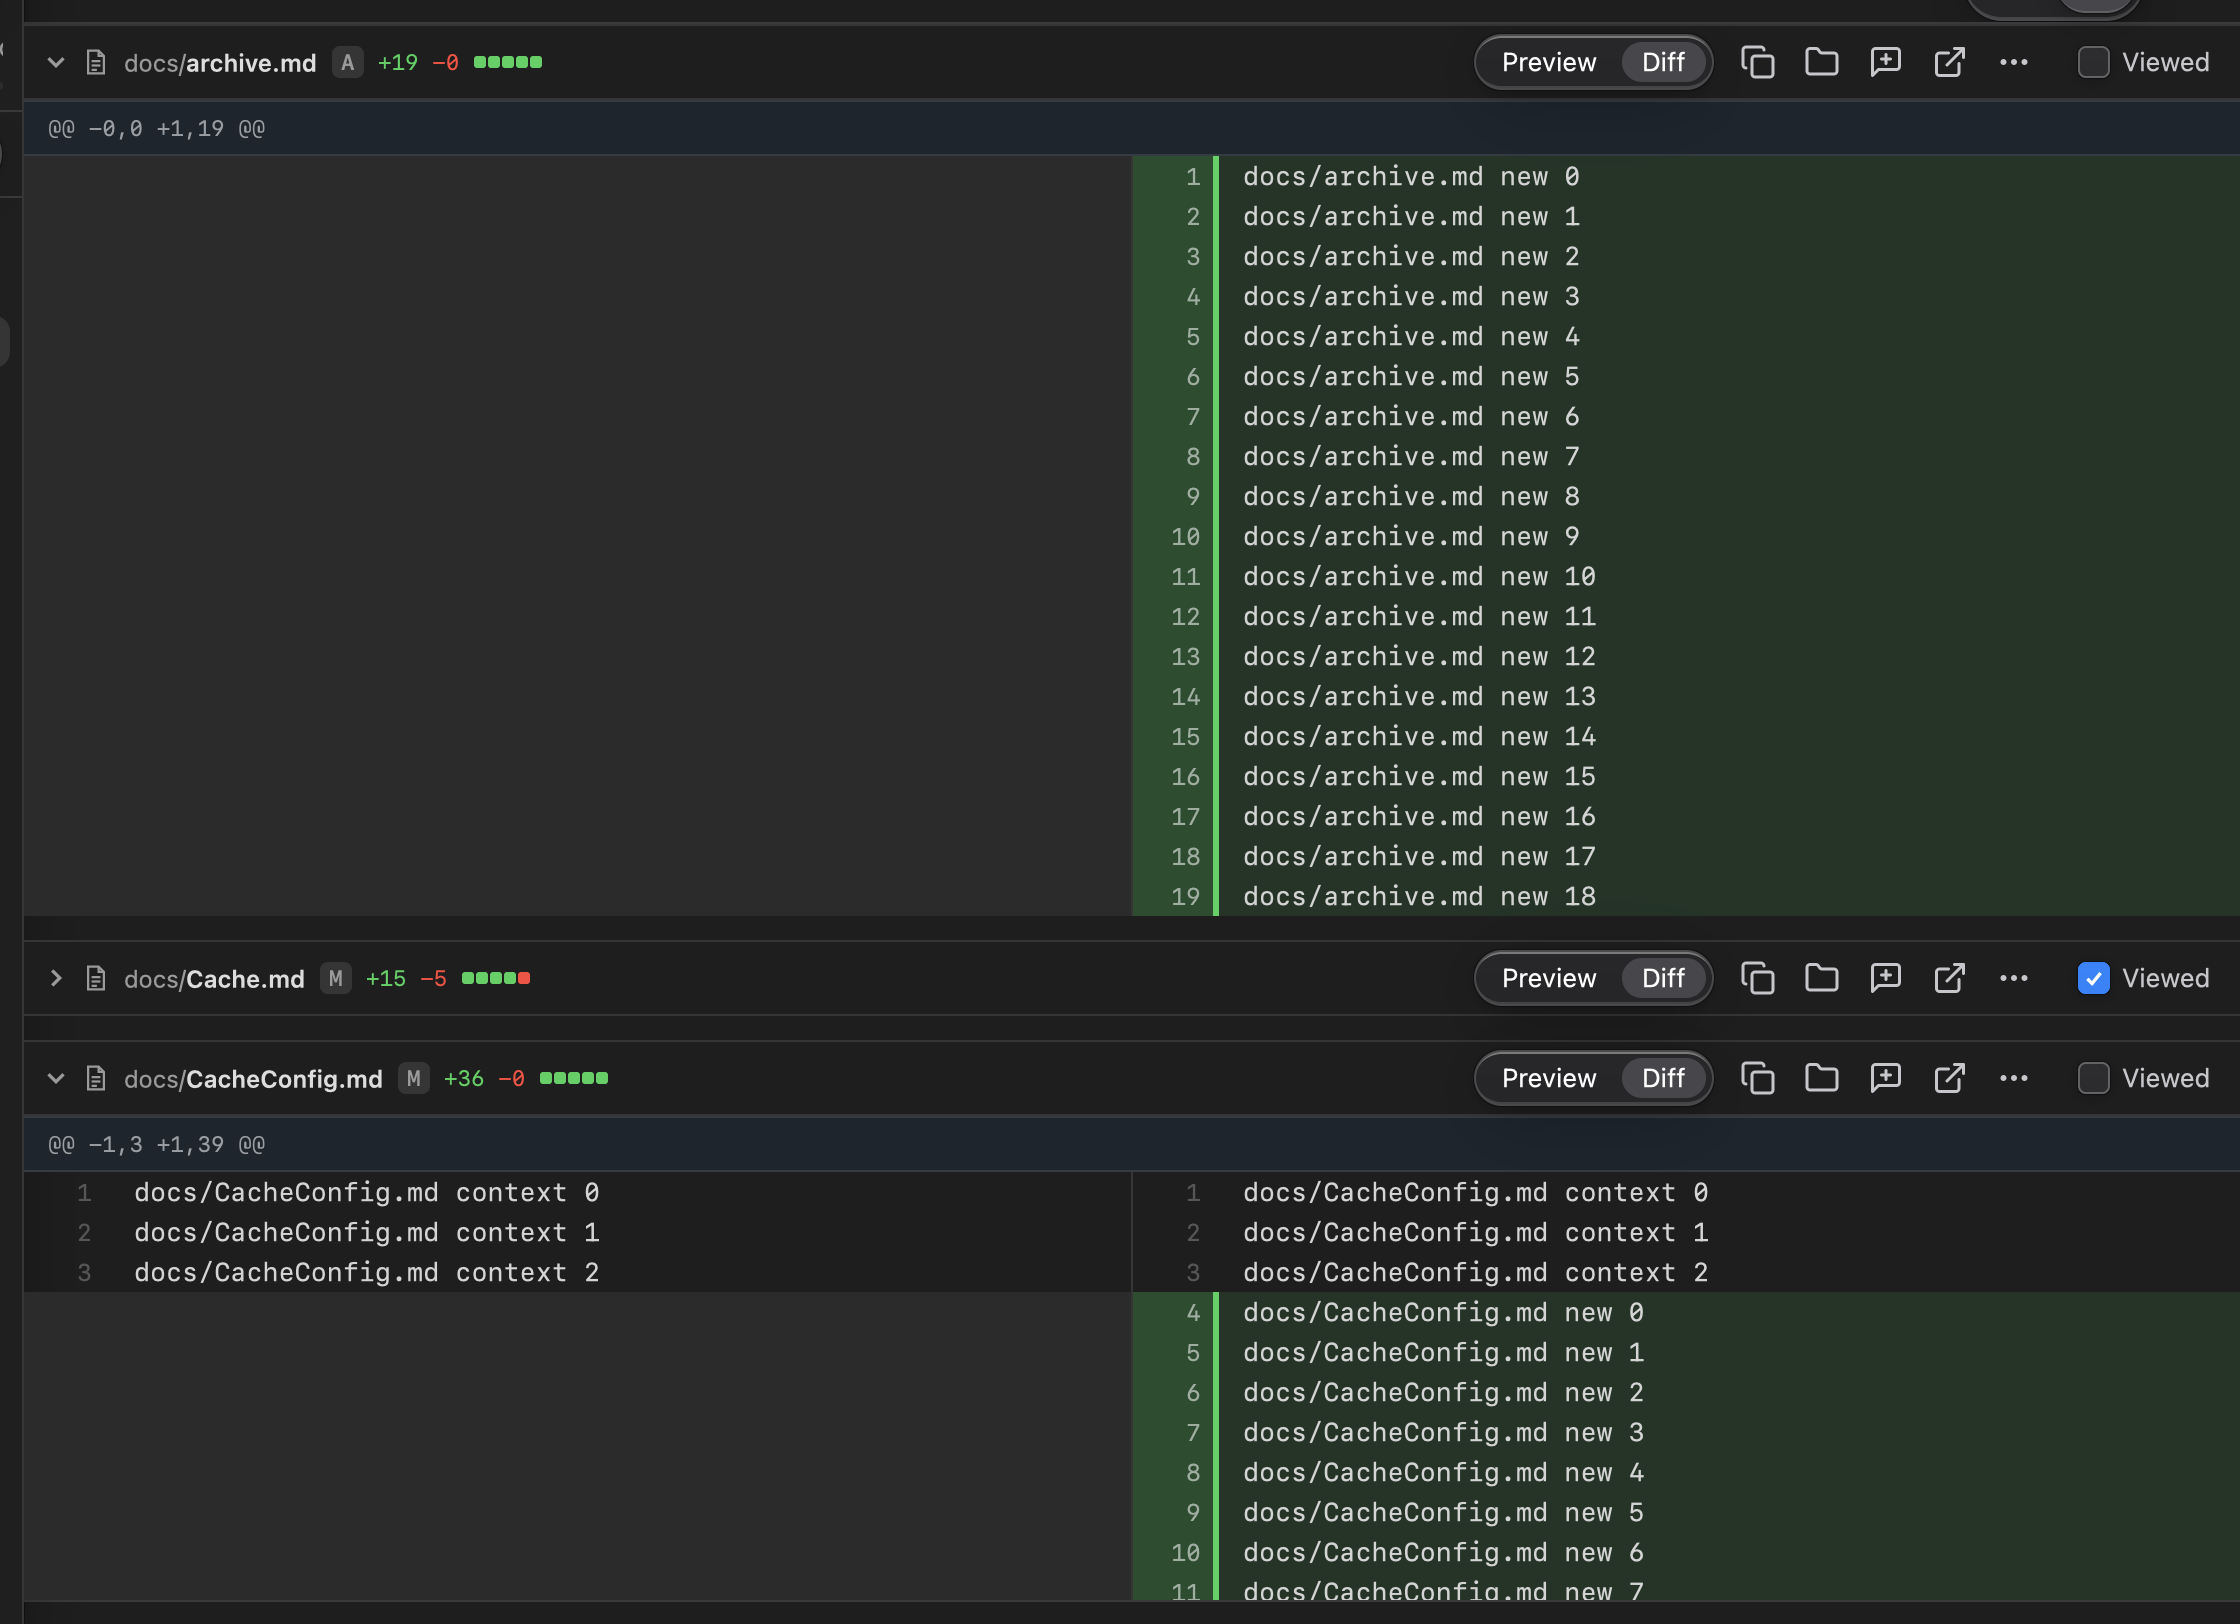 docs/archive.md A +19 −0 Preview Diff Viewed
@@ −0,0 +1,19 @@
1 docs/archive.md new 0
2 docs/archive.md new 1
3 docs/archive.md new 2
4 docs/archive.md new 3
5 docs/archive.md new 4
6 docs/archive.md new 5
7 docs/archive.md new 6
8 docs/archive.md new 7
9 docs/archive.md new 8
10 docs/archive.md new 9
11 docs/archive.md new 10
12 docs/archive.md new 11
13 docs/archive.md new 12
14 docs/archive.md new 13
15 docs/archive.md new 14
16 docs/archive.md new 15
17 docs/archive.md new 16
18 docs/archive.md new 17
19 docs/archive.md new 18
docs/Cache.md M +15 −5 Preview Diff Viewed
docs/CacheConfig.md M +36 −0 Preview Diff Viewed
@@ −1,3 +1,39 @@
1 docs/CacheConfig.md context 0 1 docs/CacheConfig.md context 0
2 docs/CacheConfig.md context 1 2 docs/CacheConfig.md context 1
3 docs/CacheConfig.md context 2 3 docs/CacheConfig.md context 2
4 docs/CacheConfig.md new 0
5 docs/CacheConfig.md new 1
6 docs/CacheConfig.md new 2
7 docs/CacheConfig.md new 3
8 docs/CacheConfig.md new 4
9 docs/CacheConfig.md new 5
10 docs/CacheConfig.md new 6
11 docs/CacheConfig.md new 7